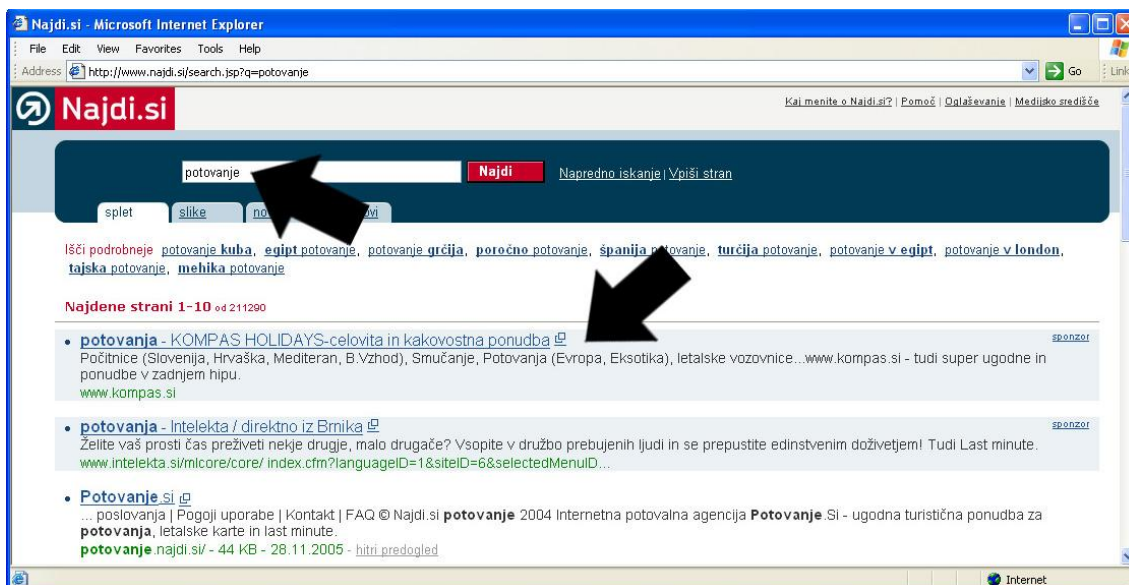 Najdi.si - Microsoft Internet Explorer
File Edit View Favorites Tools Help
Address http://www.najdi.si/search.jsp?q=potovanje Go Link
Najdi.si
Kaj menite o Najdi.si? | Pomoč | Oglaševanje | Medijsko središče
potovanje Najdi Napredno iskanje | Vpiši stran
splet slike
Išči podrobneje potovanje kuba, egipt potovanje, potovanje grčija, poročno potovanje, španija potovanje, turčija potovanje, potovanje v egipt, potovanje v london,
tajska potovanje, mehika potovanje
Najdene strani 1-10 od 211290
potovanja - KOMPAS HOLIDAYS-celovita in kakovostna ponudba sponzor
Počitnice (Slovenija, Hrvaška, Mediteran, B.Vzhod), Smučanje, Potovanja (Evropa, Eksotika), letalske vozovnice...www.kompas.si - tudi super ugodne in
ponudbe v zadnjem hipu.
www.kompas.si
potovanja - Intelekta / direktno iz Brnika sponzor
Želite vaš prosti čas preživeti nekje drugje, malo drugače? Vsopite v družbo prebujenih ljudi in se prepustite edinstvenim doživetjem! Tudi Last minute.
www.intelekta.si/mlcore/core/ index.cfm?languageID=1&siteID=6&selectedMenuID...
Potovanje.si
... poslovanja | Pogoji uporabe | Kontakt | FAQ © Najdi.si potovanje 2004 Internetna potovalna agencija Potovanje.Si - ugodna turistična ponudba za
potovanja, letalske karte in last minute.
potovanje.najdi.si/ - 44 KB - 28.11.2005 - hitri predogled
Internet